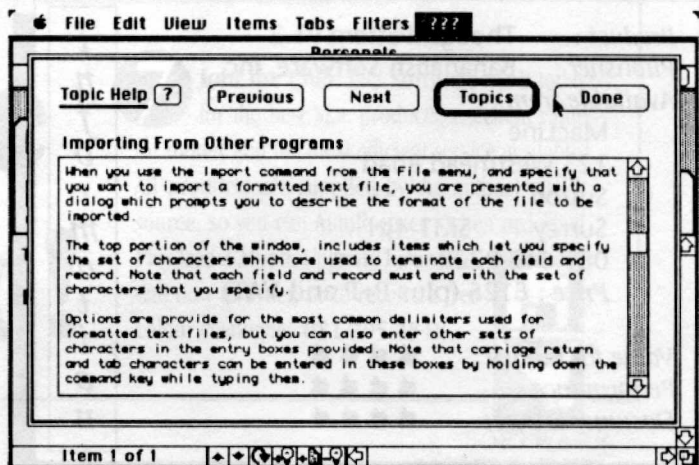 File Edit View Items Tabs Filters ???
Personals
Topic Help ? Previous Next Topics Done
Importing From Other Programs
When you use the Import command from the File menu, and specify that
you want to import a formatted text file, you are presented with a
dialog which prompts you to describe the format of the file to be
imported.
The top portion of the window, includes items which let you specify
the set of characters which are used to terminate each field and
record. Note that each field and record must end with the set of
characters that you specify.
Options are provide for the most common delimiters used for
formatted text files, but you can also enter other sets of
characters in the entry boxes provided. Note that carriage return
and tab characters can be entered in these boxes by holding down the
command key while typing them.
Item 1 of 1